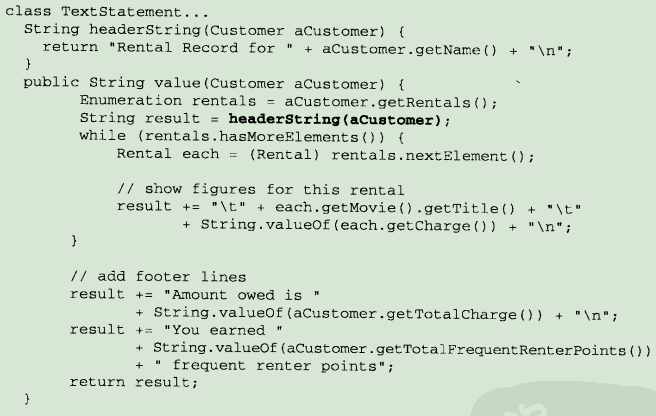 class TextStatement...
String headerString(Customer aCustomer) {
return "Rental Record for " + aCustomer.getName() + "\n";
}
public String value(Customer aCustomer) {
Enumeration rentals = aCustomer.getRentals();
String result = headerString(aCustomer);
while (rentals.hasMoreElements()) {
Rental each = (Rental) rentals.nextElement();
// show figures for this rental
result += "\t" + each.getMovie().getTitle() + "\t"
+ String.valueOf(each.getCharge()) + "\n";
}
// add footer lines
result += "Amount owed is "
+ String.valueOf(aCustomer.getTotalCharge()) + "\n";
result += "You earned "
+ String.valueOf(aCustomer.getTotalFrequentRenterPoints())
+ " frequent renter points";
return result;
}